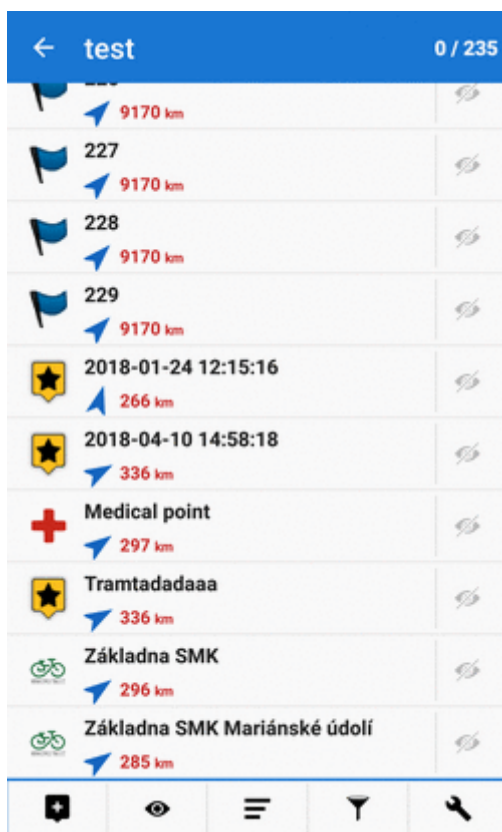 test
0 / 235
9170 km
227
9170 km
228
9170 km
229
9170 km
2018-01-24 12:15:16
266 km
2018-04-10 14:58:18
336 km
Medical point
297 km
Tramtadadaaa
336 km
Základna SMK
296 km
Základna SMK Mariánské údolí
285 km